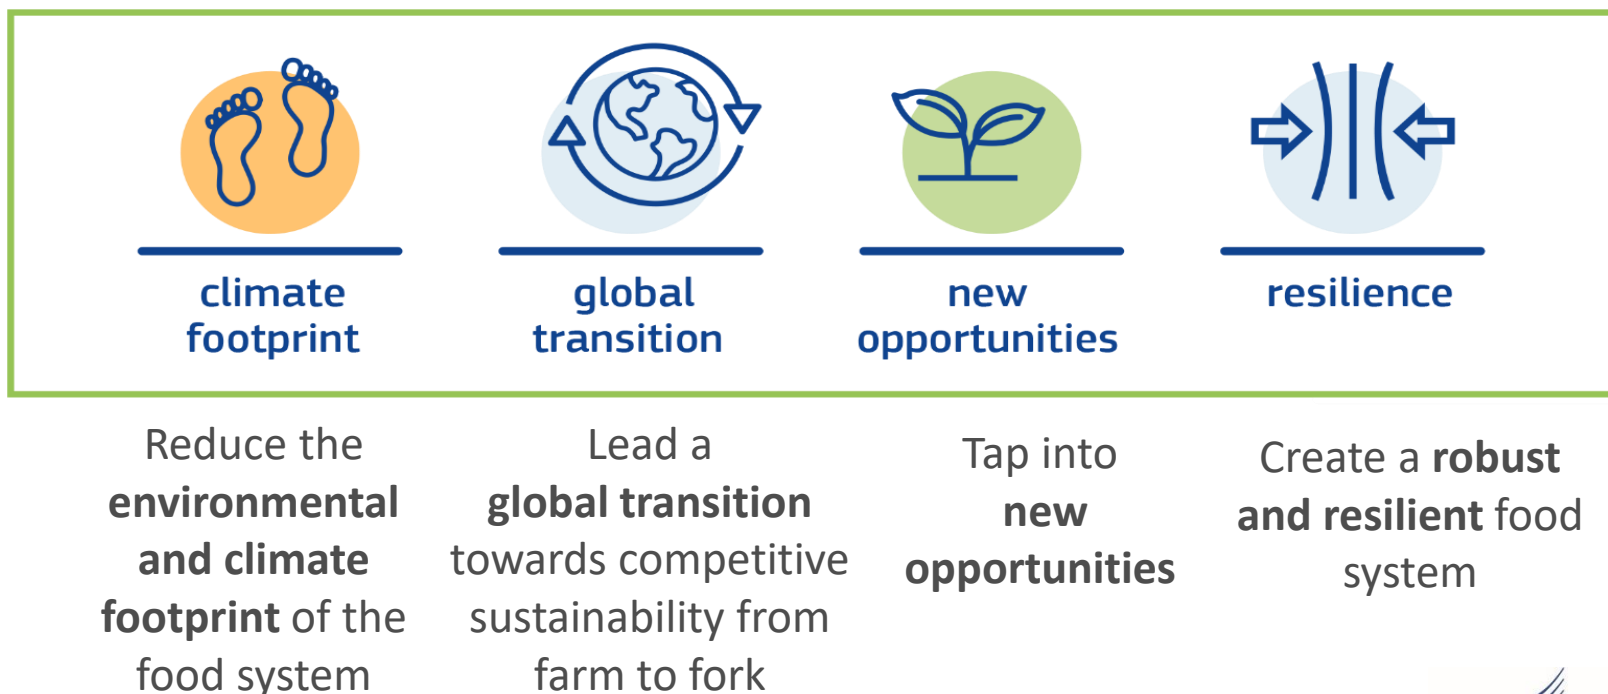 climate
footprint
global
transition
new
opportunities
resilience
Reduce the
environmental
and climate
footprint of the
food system
Lead a
global transition
towards competitive
sustainability from
farm to fork
Tap into
new
opportunities
Create a robust
and resilient food
system